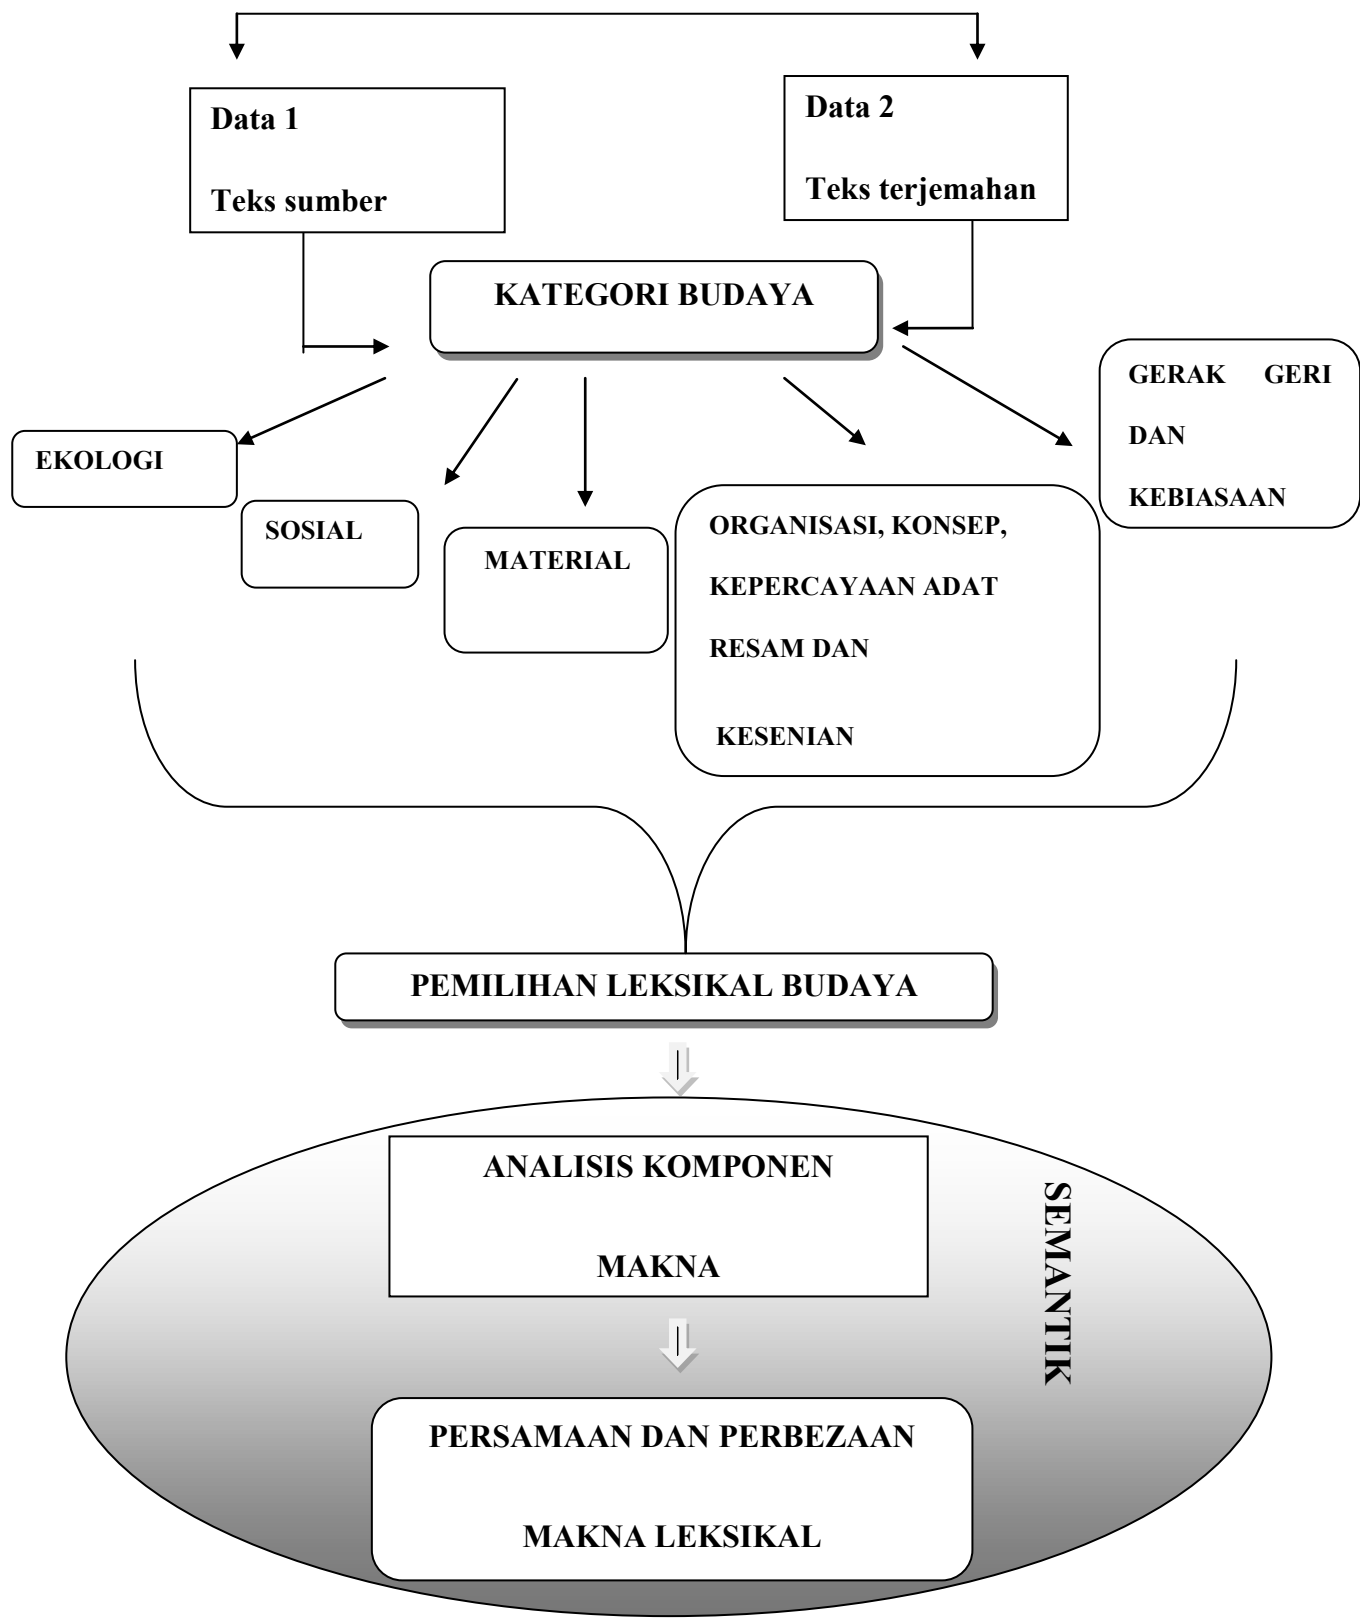 Data 1
Teks sumber
Data 2
Teks terjemahan
KATEGORI BUDAYA
EKOLOGI
SOSIAL
MATERIAL
ORGANISASI, KONSEP,
KEPERCAYAAN ADAT
RESAM DAN
KESENIAN
GERAK GERI
DAN
KEBIASAAN
PEMILIHAN LEKSIKAL BUDAYA
ANALISIS KOMPONEN
MAKNA
SEMANTIK
PERSAMAAN DAN PERBEZAAN
MAKNA LEKSIKAL